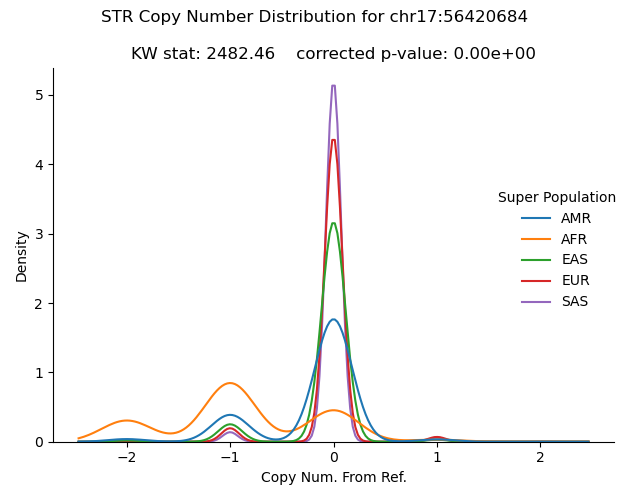 STR Copy Number Distribution for chr17:56420684
KW stat: 2482.46    corrected p-value: 0.00e+00
5
4
3
2
1
0
Density
−2
−1
0
1
2
Copy Num. From Ref.
Super Population
AMR
AFR
EAS
EUR
SAS